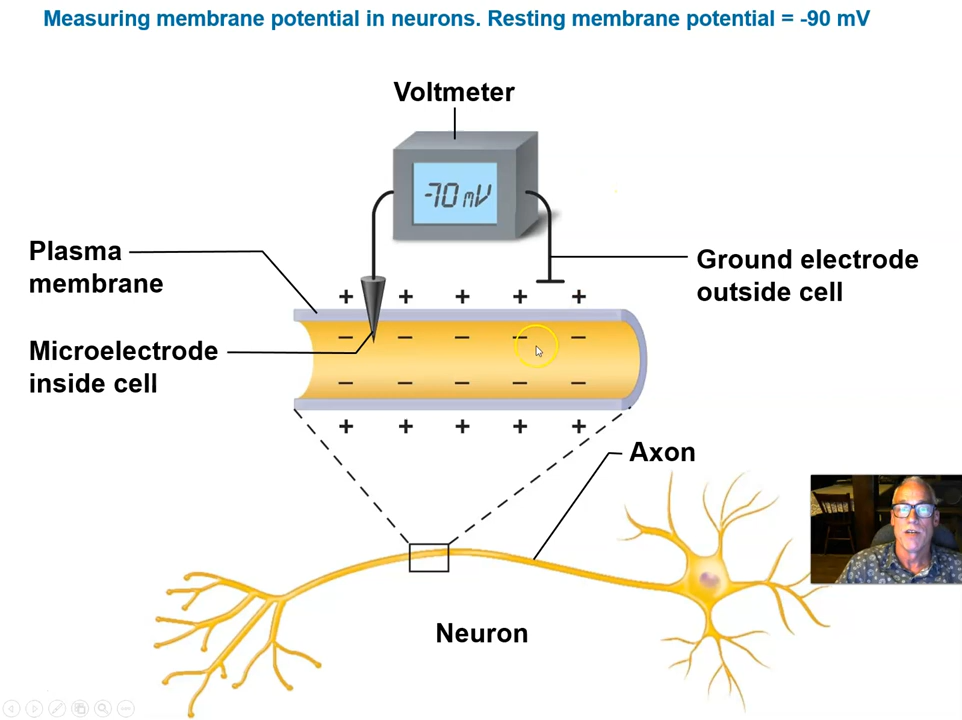 Measuring membrane potential in neurons. Resting membrane potential = -90 mV
Voltmeter
-70 mV
Plasma
membrane
Ground electrode
outside cell
+ + + + +
− − − − −
Microelectrode
inside cell
− − − − −
+ + + + +
Axon
Neuron